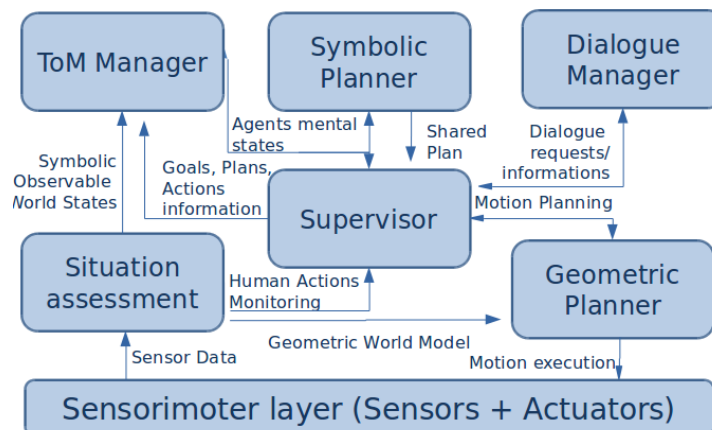 ToM Manager
Symbolic
Planner
Dialogue
Manager
Agents mental
states
Shared
Plan
Dialogue
requests/
informations
Symbolic
Observable
World States
Goals, Plans,
Actions
information
Supervisor
Motion Planning
Situation
assessment
Human Actions
Monitoring
Geometric
Planner
Geometric World Model
Sensor Data
Motion execution
Sensorimoter layer (Sensors + Actuators)